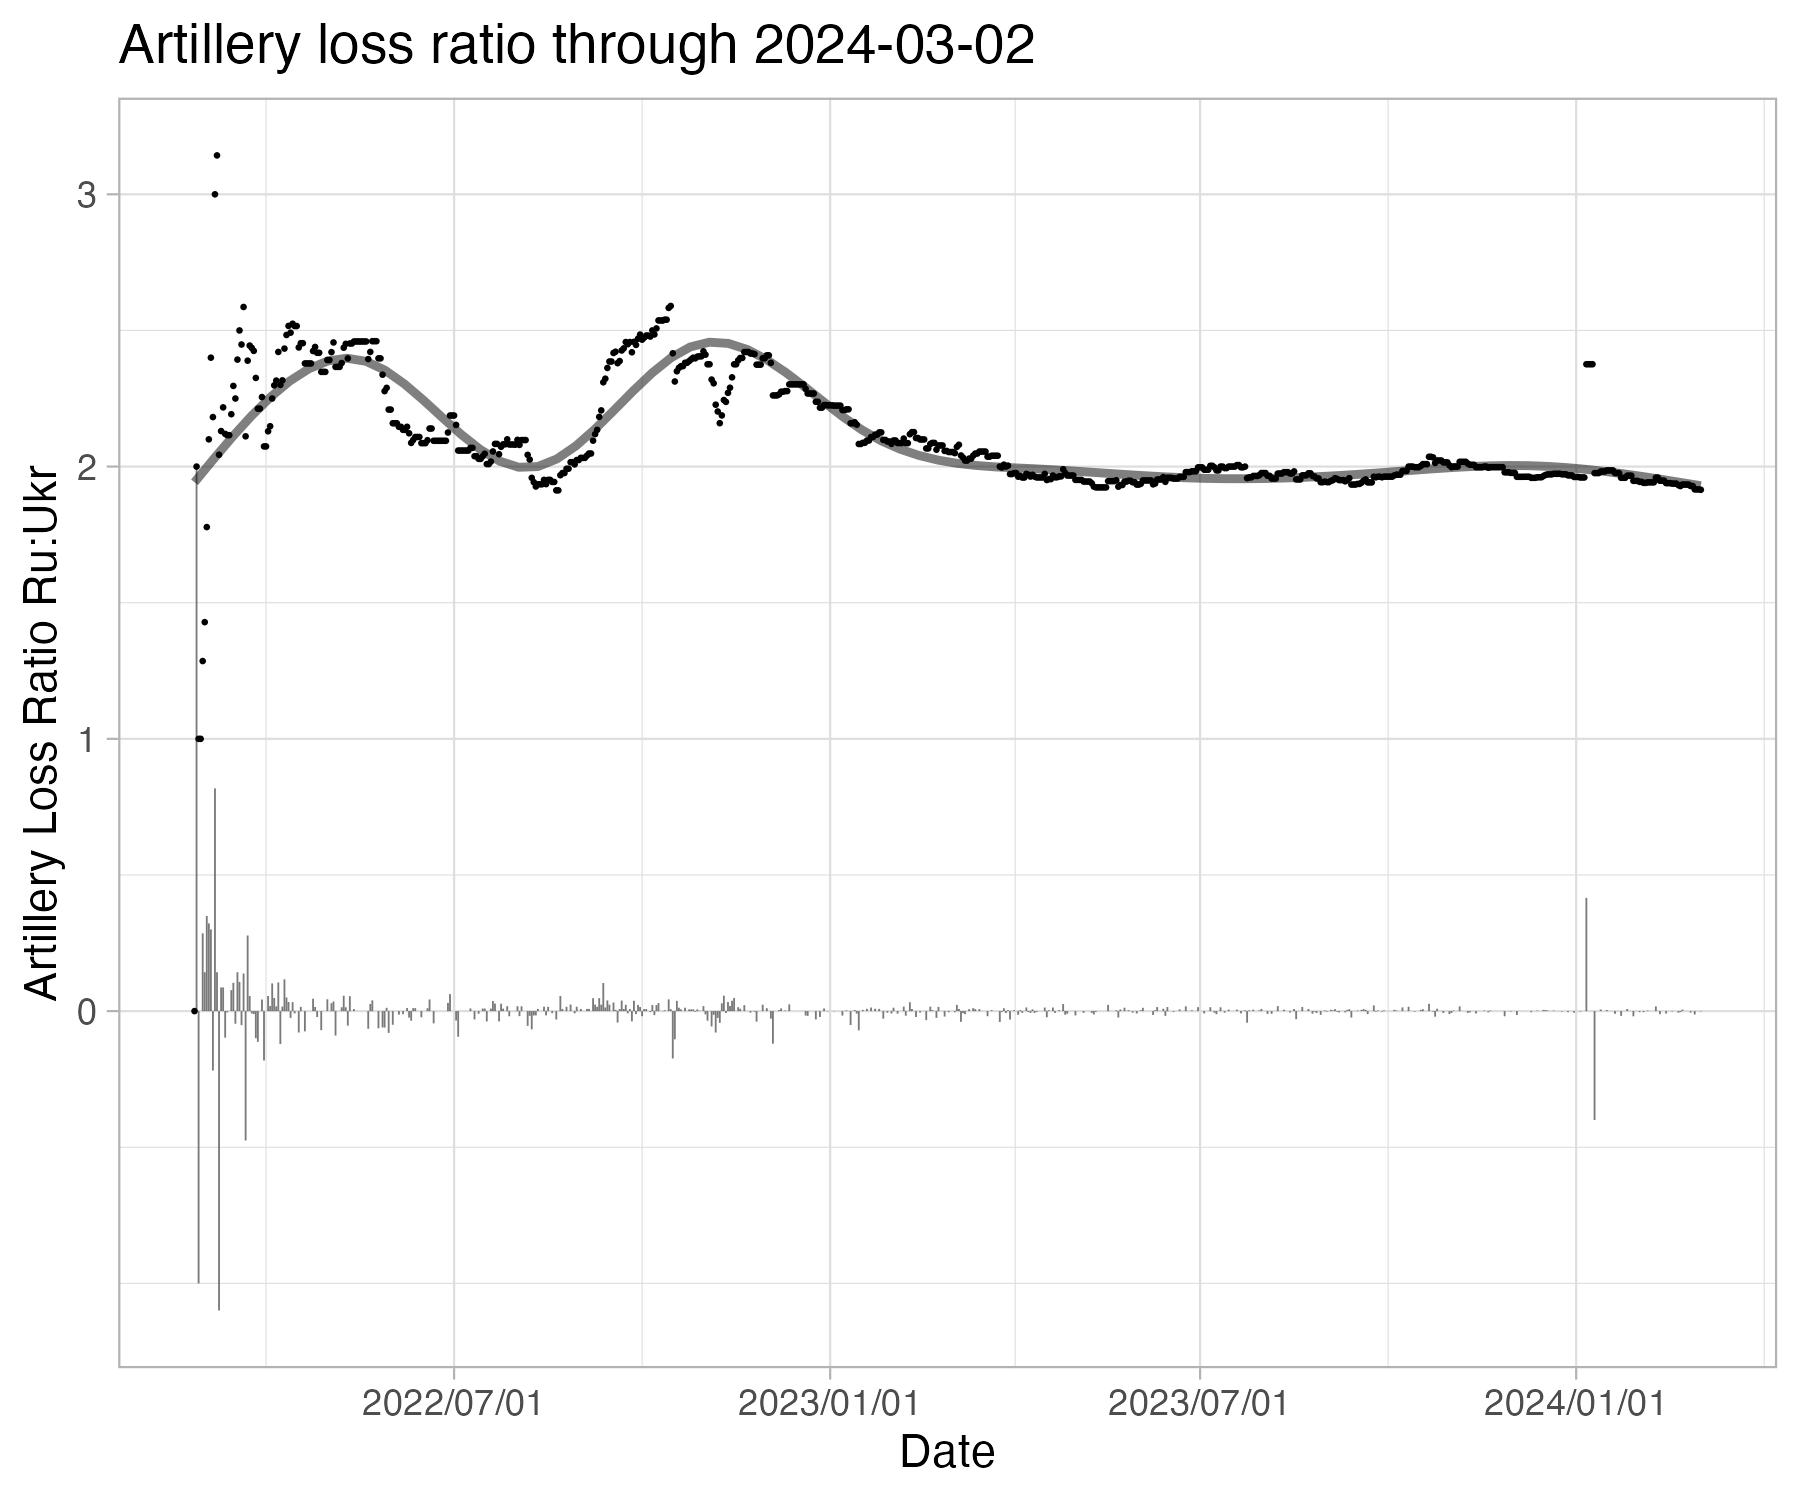 Artillery loss ratio through 2024-03-02
Artillery Loss Ratio Ru:Ukr
3
2
1
0
2022/07/01
2023/01/01
2023/07/01
2024/01/01
Date